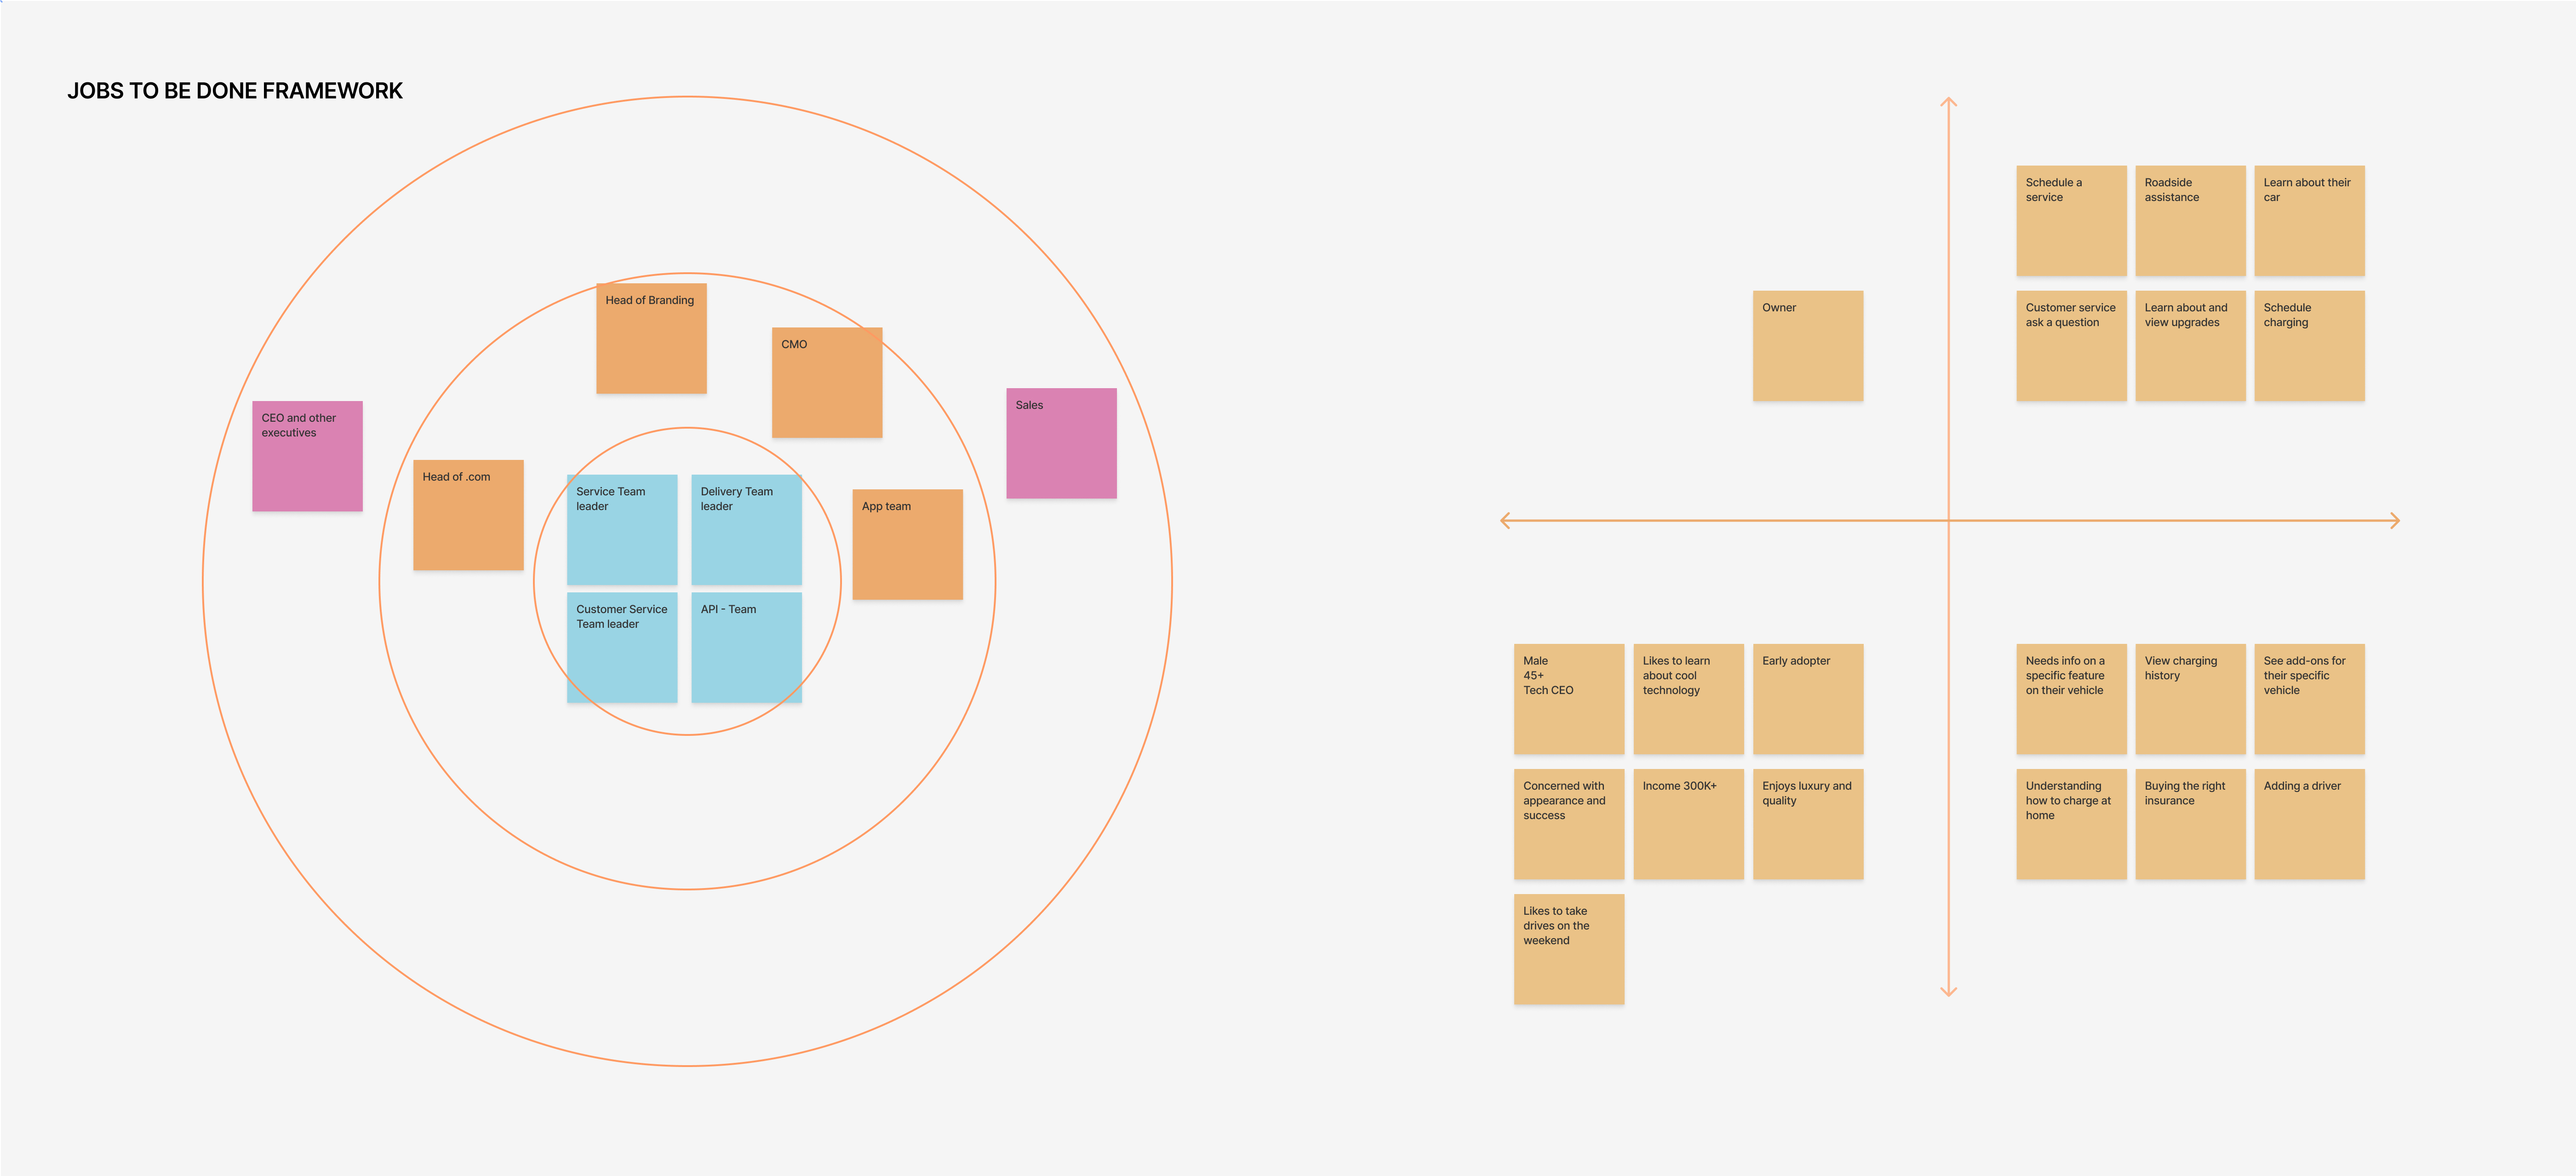 JOBS TO BE DONE FRAMEWORK
Head of Branding
CMO
CEO and other
executives
Sales
Head of .com
App team
Service Team
leader
Delivery Team
leader
Customer Service
Team leader
API - Team
Owner
Schedule a
service
Roadside
assistance
Learn about their
car
Customer service
ask a question
Learn about and
view upgrades
Schedule
charging
Male
45+
Tech CEO
Likes to learn
about cool
technology
Early adopter
Concerned with
appearance and
success
Income 300K+
Enjoys luxury and
quality
Likes to take
drives on the
weekend
Needs info on a
specific feature
on their vehicle
View charging
history
See add-ons for
their specific
vehicle
Understanding
how to charge at
home
Buying the right
insurance
Adding a driver